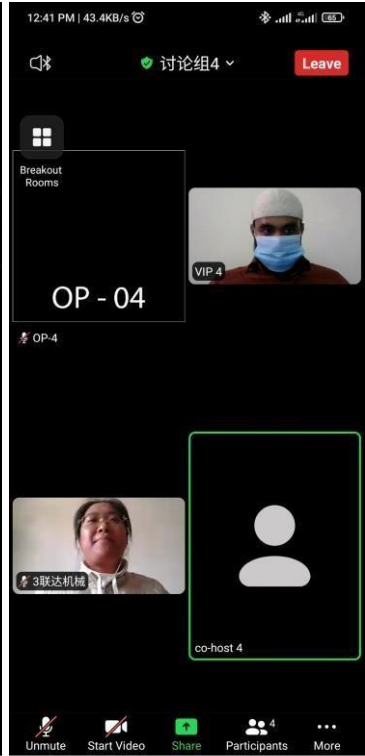 12:41 PM | 43.4KB/s
4G
65
讨论组4
Leave
Breakout
Rooms
OP - 04
OP-4
VIP 4
3联达机械
co-host 4
4
Unmute
Start Video
Share
Participants
More